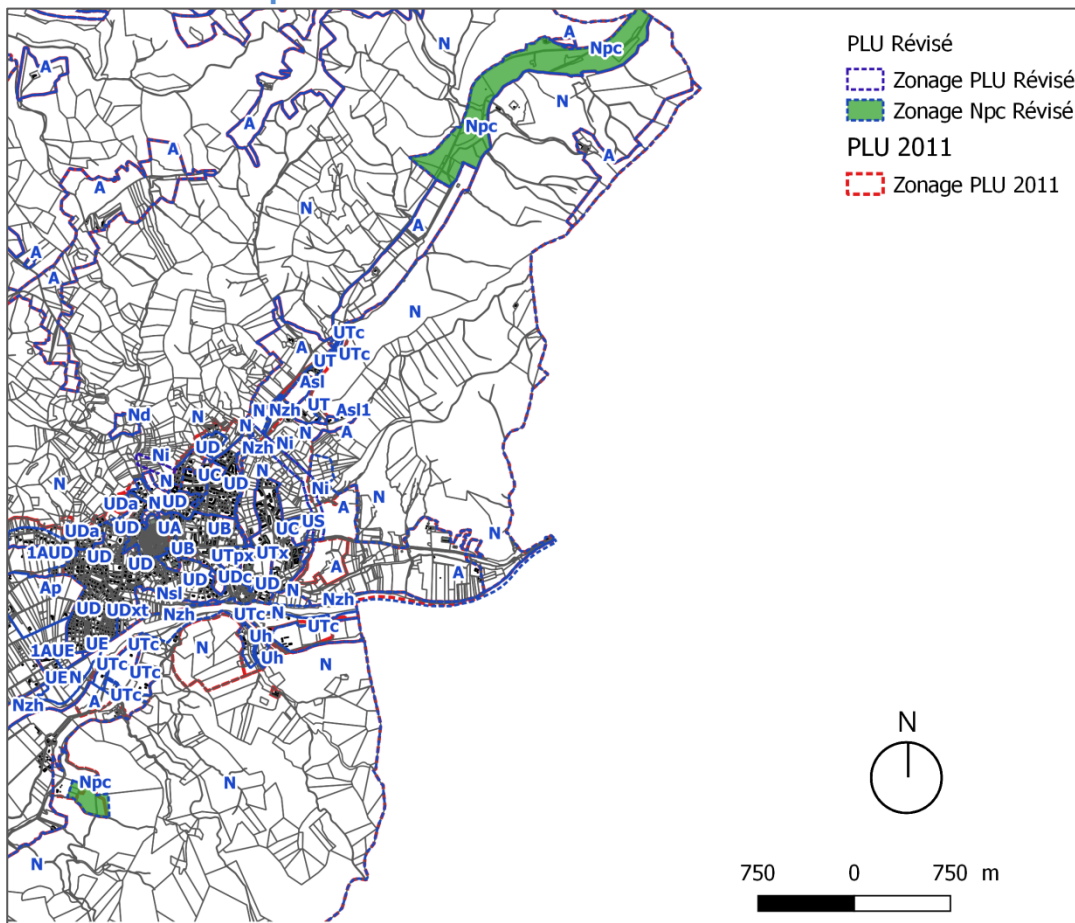 N
A
Npc
PLU Révisé
Zonage PLU Révisé
Zonage Npc Révisé
PLU 2011
Zonage PLU 2011
A
N
A
Npc
A
A
A
N
A
A
A
N
UTc
UTc
A
UT
Asl
Nd
N
N
Nzh
UT
Asl1
N
N
A
UD
Nzh
Ni
Ni
N
UC
UD
N
Ni
N
UDa
N
UD
A
N
UDa
UD
UA
UB
UC
US
N
1AUD
UD
UB
UTpx
UTx
UD
A
A
Ap
UD
UDc
UD
N
Nsl
Nzh
UD
UDxt
Nzh
UTc
N
UTc
1AUE
UE
UTc
N
Uh
Uh
N
UE
N
UTc
UTc
Nzh
A
UTc
N
Npc
N
N
750 0 750 m